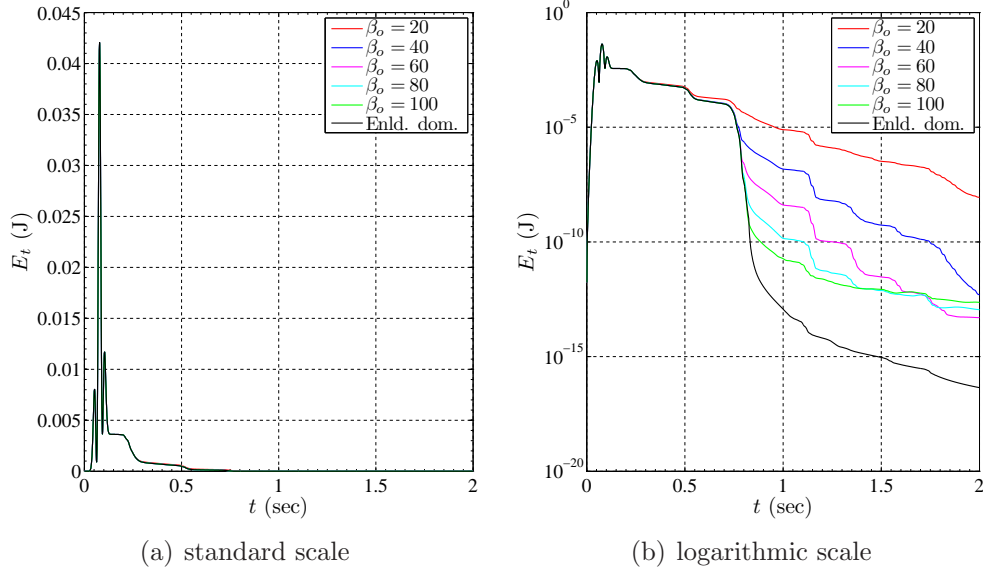 0.045
0.04
0.035
0.03
0.025
0.02
0.015
0.01
0.005
0
E_t (J)
0 0.5 1 1.5 2
t (sec)
β_o = 20
β_o = 40
β_o = 60
β_o = 80
β_o = 100
Enld. dom.
(a) standard scale
10^0
10^−5
10^−10
10^−15
10^−20
E_t (J)
0 0.5 1 1.5 2
t (sec)
β_o = 20
β_o = 40
β_o = 60
β_o = 80
β_o = 100
Enld. dom.
(b) logarithmic scale